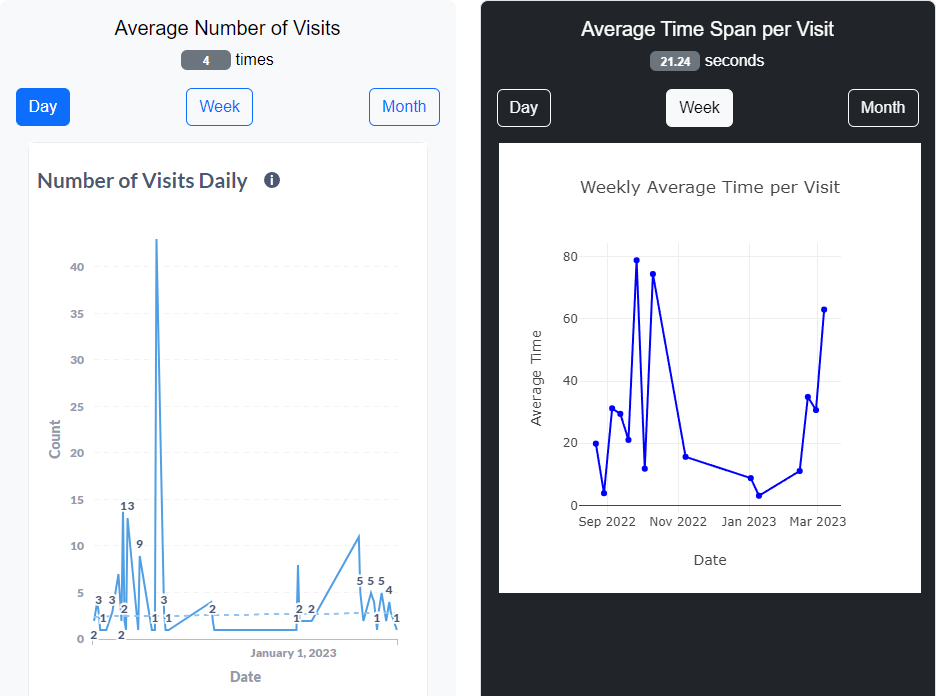 Average Number of Visits
4 times
Day Week Month
Number of Visits Daily
40
35
30
25
20
15
10
5
0
Count
2 3 1 3 2 2 13 9 1 3 1 2 1 2 2 5 5 5 1 4 1
January 1, 2023
Date
Average Time Span per Visit
21.24 seconds
Day Week Month
Weekly Average Time per Visit
80
60
40
20
0
Average Time
Sep 2022 Nov 2022 Jan 2023 Mar 2023
Date